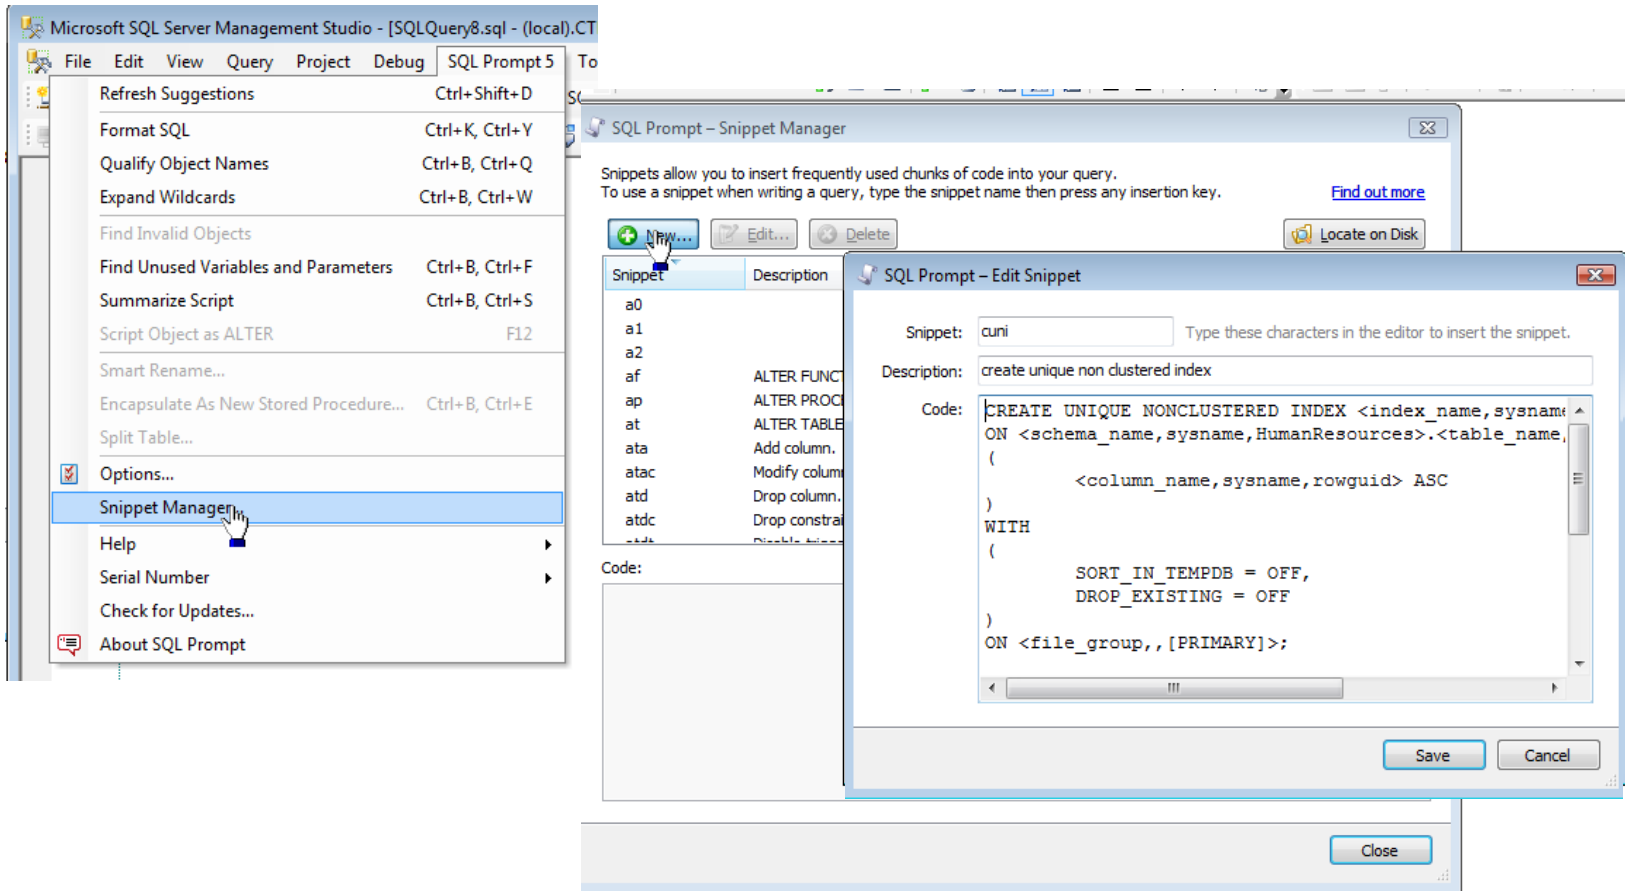 Microsoft SQL Server Management Studio - [SQLQuery8.sql - (local).CT
File Edit View Query Project Debug SQL Prompt 5 To
Refresh Suggestions Ctrl+Shift+D
Format SQL Ctrl+K, Ctrl+Y
Qualify Object Names Ctrl+B, Ctrl+Q
Expand Wildcards Ctrl+B, Ctrl+W
Find Invalid Objects
Find Unused Variables and Parameters Ctrl+B, Ctrl+F
Summarize Script Ctrl+B, Ctrl+S
Script Object as ALTER F12
Smart Rename...
Encapsulate As New Stored Procedure... Ctrl+B, Ctrl+E
Split Table...
Options...
Snippet Manager...
Help
Serial Number
Check for Updates...
About SQL Prompt
SQL Prompt – Snippet Manager
Snippets allow you to insert frequently used chunks of code into your query.
To use a snippet when writing a query, type the snippet name then press any insertion key. Find out more
New... Edit... Delete Locate on Disk
Snippet Description
a0
a1
a2
af ALTER FUNCT
ap ALTER PROC
at ALTER TABLE
ata Add column.
atac Modify colum
atd Drop column.
atdc Drop constrai
Code:
Close
SQL Prompt – Edit Snippet
Snippet: cuni Type these characters in the editor to insert the snippet.
Description: create unique non clustered index
Code: CREATE UNIQUE NONCLUSTERED INDEX <index_name,sysname
ON <schema_name,sysname,HumanResources>.<table_name,
(
<column_name,sysname,rowguid> ASC
)
WITH
(
SORT_IN_TEMPDB = OFF,
DROP_EXISTING = OFF
)
ON <file_group,,[PRIMARY]>;
Save Cancel